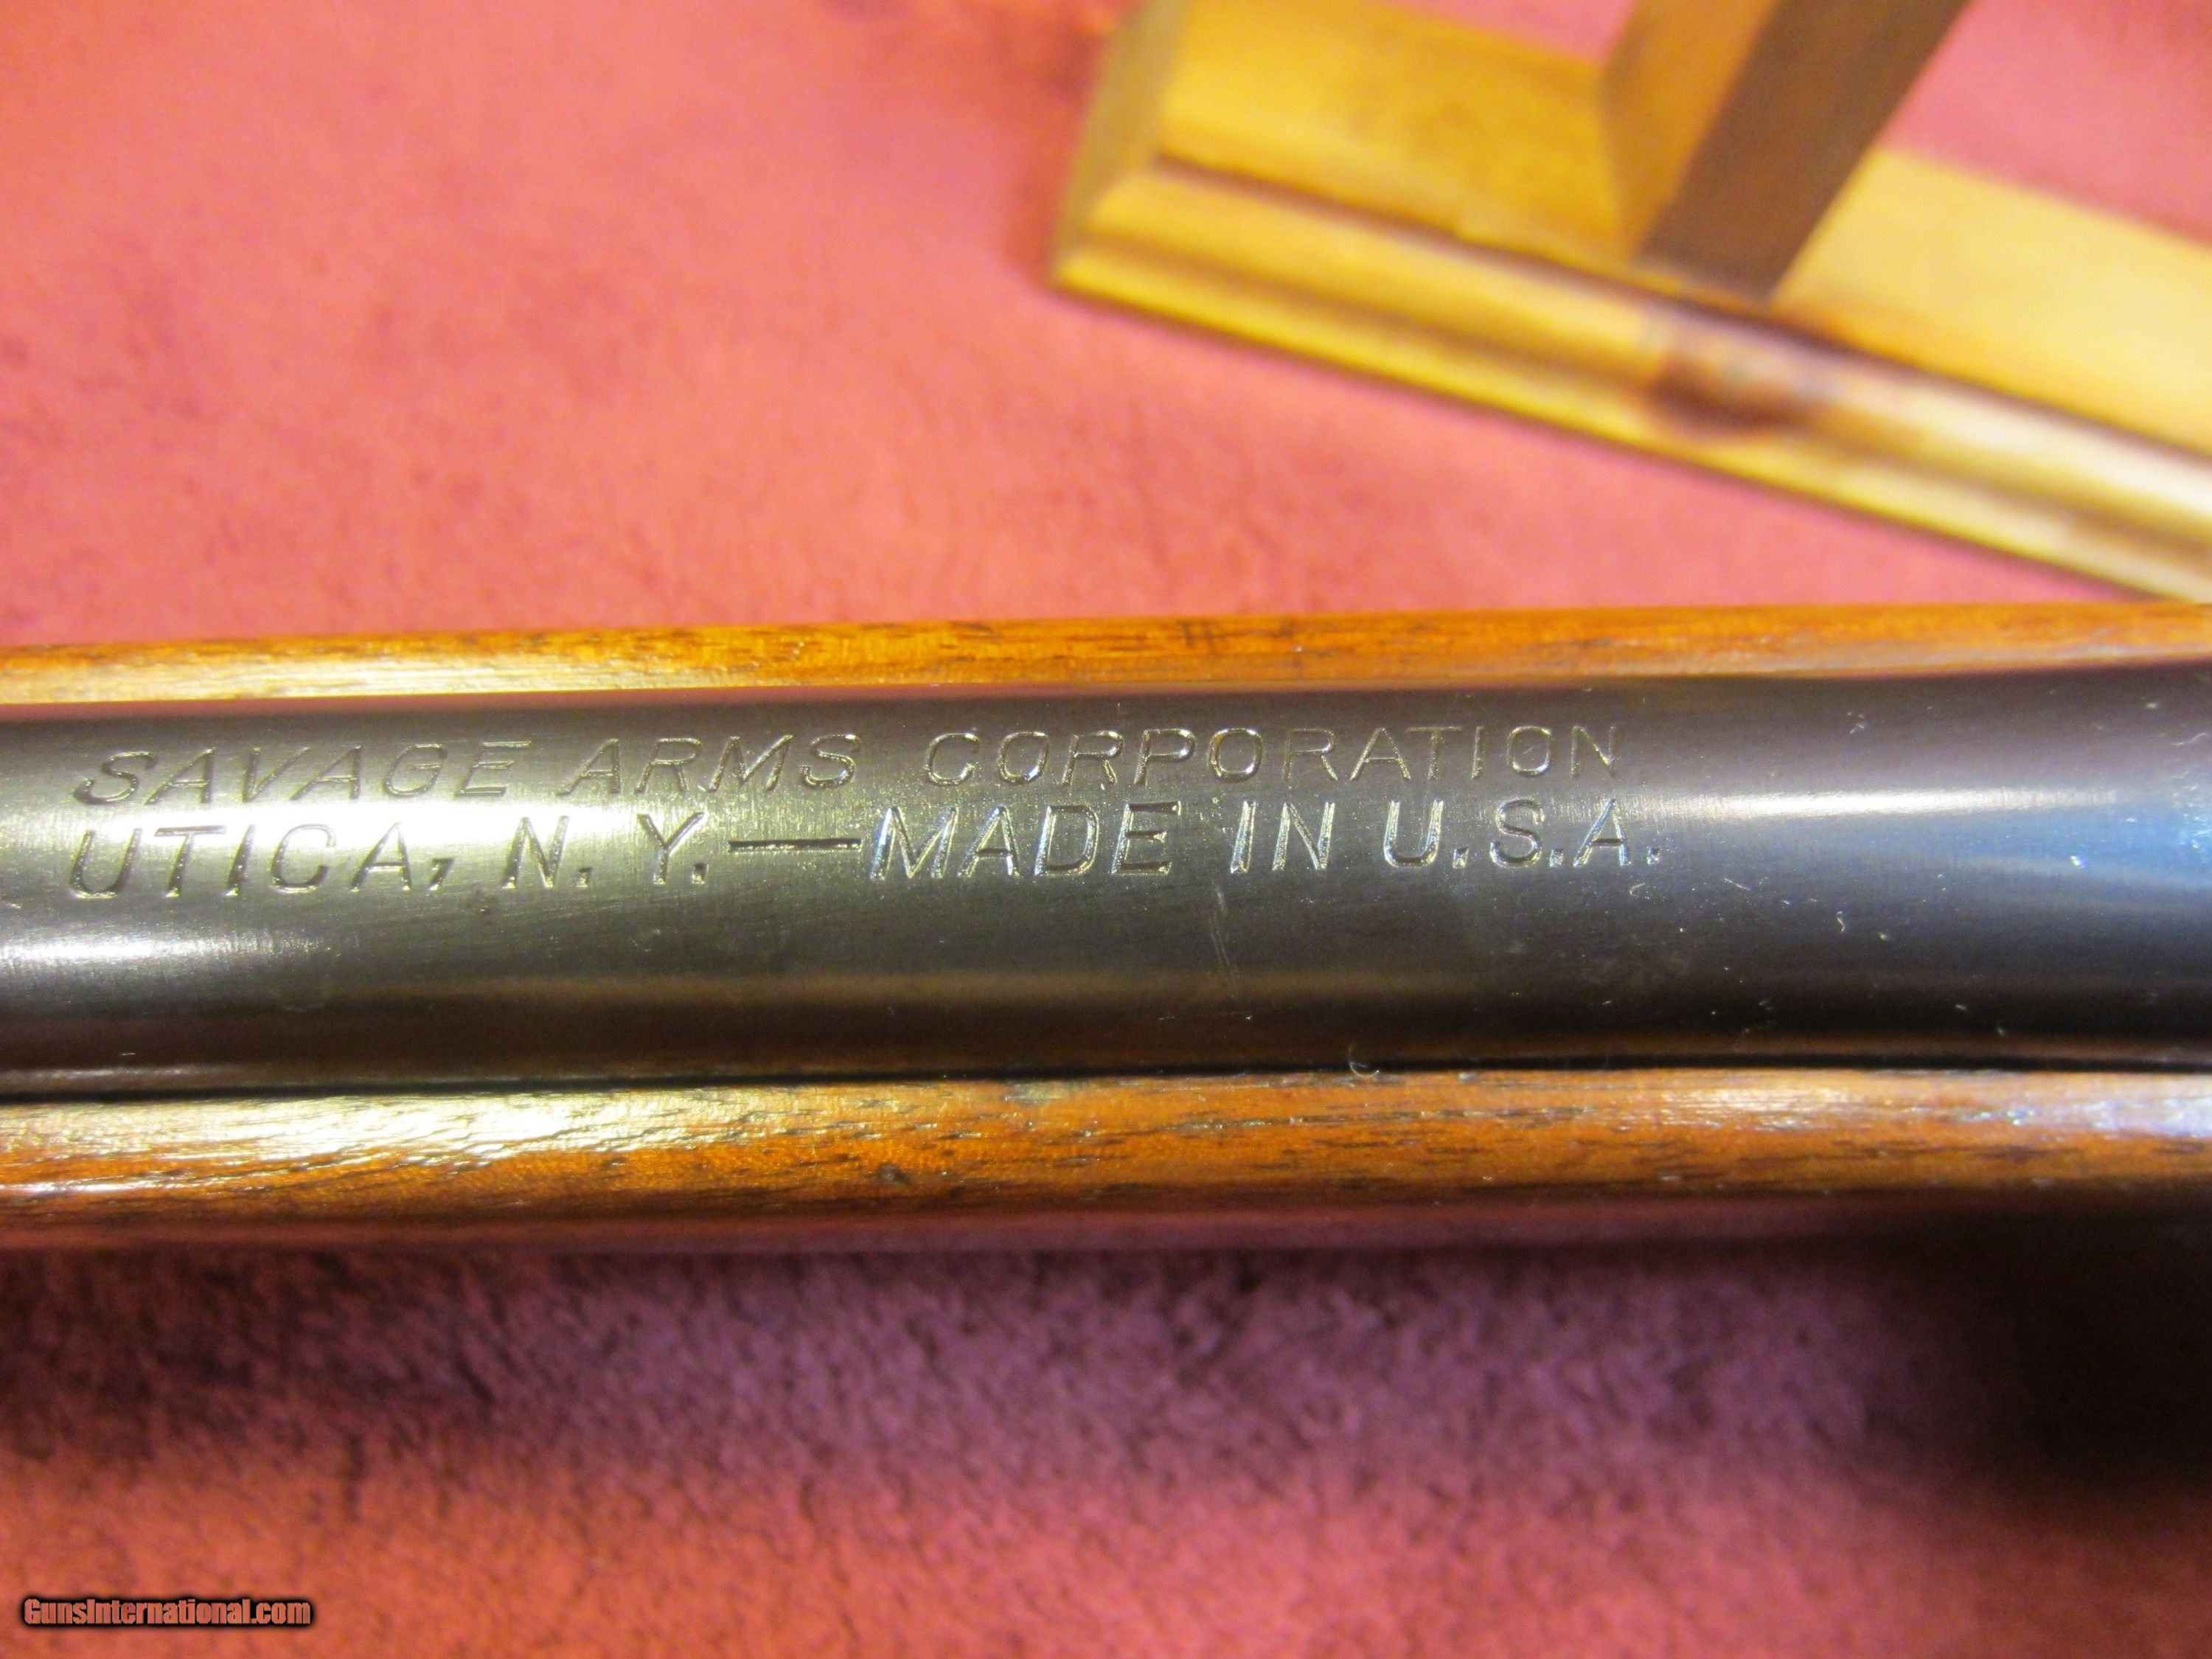 SAVAGE ARMS CORPORATION
UTICA, N. Y.—MADE IN U.S.A.
GunsInternational.com